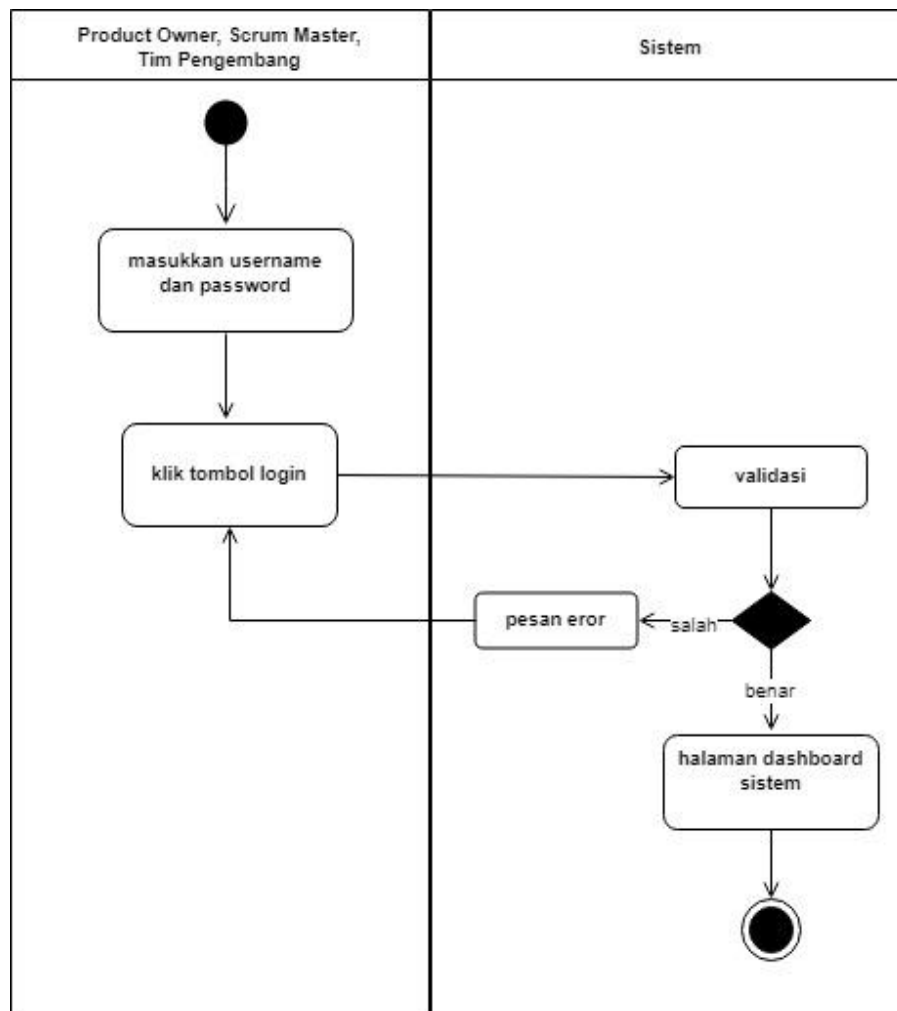 Product Owner, Scrum Master,
Tim Pengembang
Sistem
masukkan username
dan password
klik tombol login
validasi
pesan eror
salah
benar
halaman dashboard
sistem